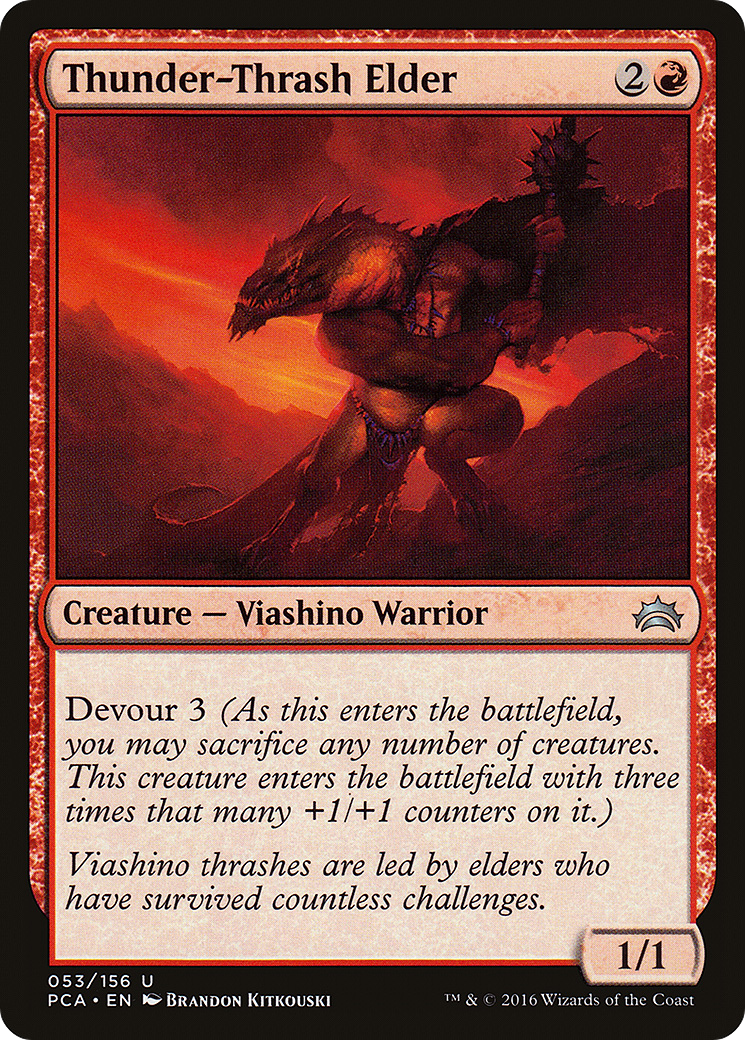 Thunder-Thrash Elder 2
Creature — Viashino Warrior
Devour 3 (As this enters the battlefield,
you may sacrifice any number of creatures.
This creature enters the battlefield with three
times that many +1/+1 counters on it.)
Viashino thrashes are led by elders who
have survived countless challenges.
1/1
053/156 U
PCA • EN Brandon Kitkouski
™ & © 2016 Wizards of the Coast